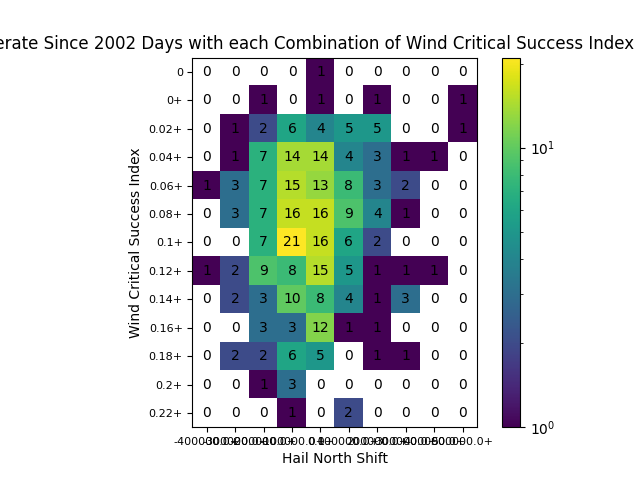 erate Since 2002 Days with each Combination of Wind Critical Success Index
0 0 0 0 0 1 0 0 0 0 0
0+ 0 0 1 0 1 0 1 0 0 1
0.02+ 0 1 2 6 4 5 5 0 0 1
0.04+ 0 1 7 14 14 4 3 1 1 0
0.06+ 1 3 7 15 13 8 3 2 0 0
0.08+ 0 3 7 16 16 9 4 1 0 0
0.1+ 0 0 7 21 16 6 2 0 0 0
0.12+ 1 2 9 8 15 5 1 1 1 0
0.14+ 0 2 3 10 8 4 1 3 0 0
0.16+ 0 0 3 3 12 1 1 0 0 0
0.18+ 0 2 2 6 5 0 1 1 0 0
0.2+ 0 0 1 3 0 0 0 0 0 0
0.22+ 0 0 0 1 0 2 0 0 0 0
Hail North Shift
Wind Critical Success Index
10¹
10⁰